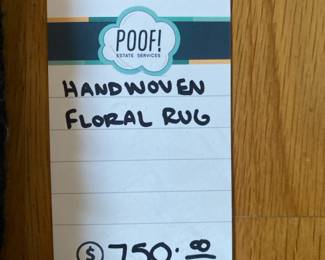 POOF!
ESTATE SERVICES
HANDWOVEN
FLORAL RUG
$ 750.00